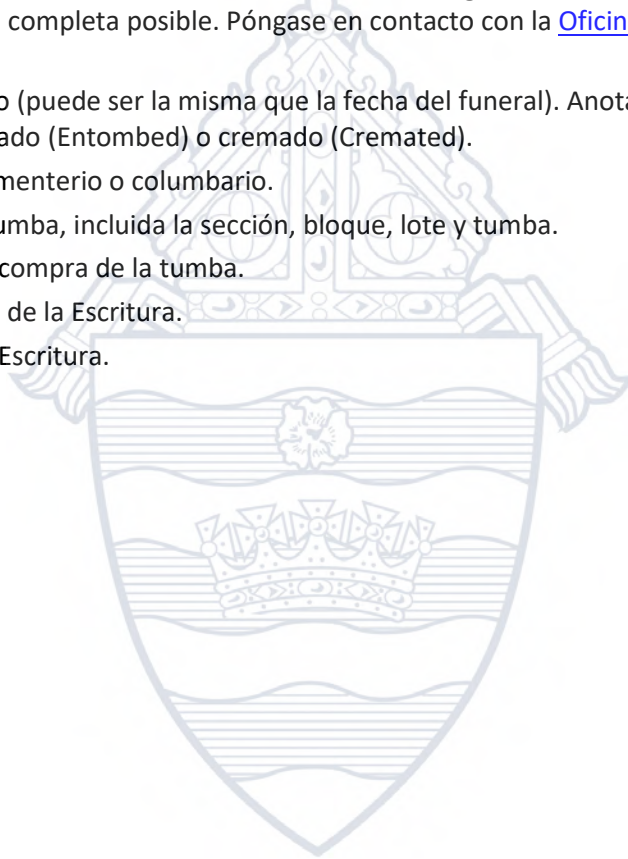 completa posible. Póngase en contacto con la Oficin
o (puede ser la misma que la fecha del funeral). Anota
ado (Entombed) o cremado (Cremated).
menterio o columbario.
umba, incluida la sección, bloque, lote y tumba.
compra de la tumba.
de la Escritura.
Escritura.